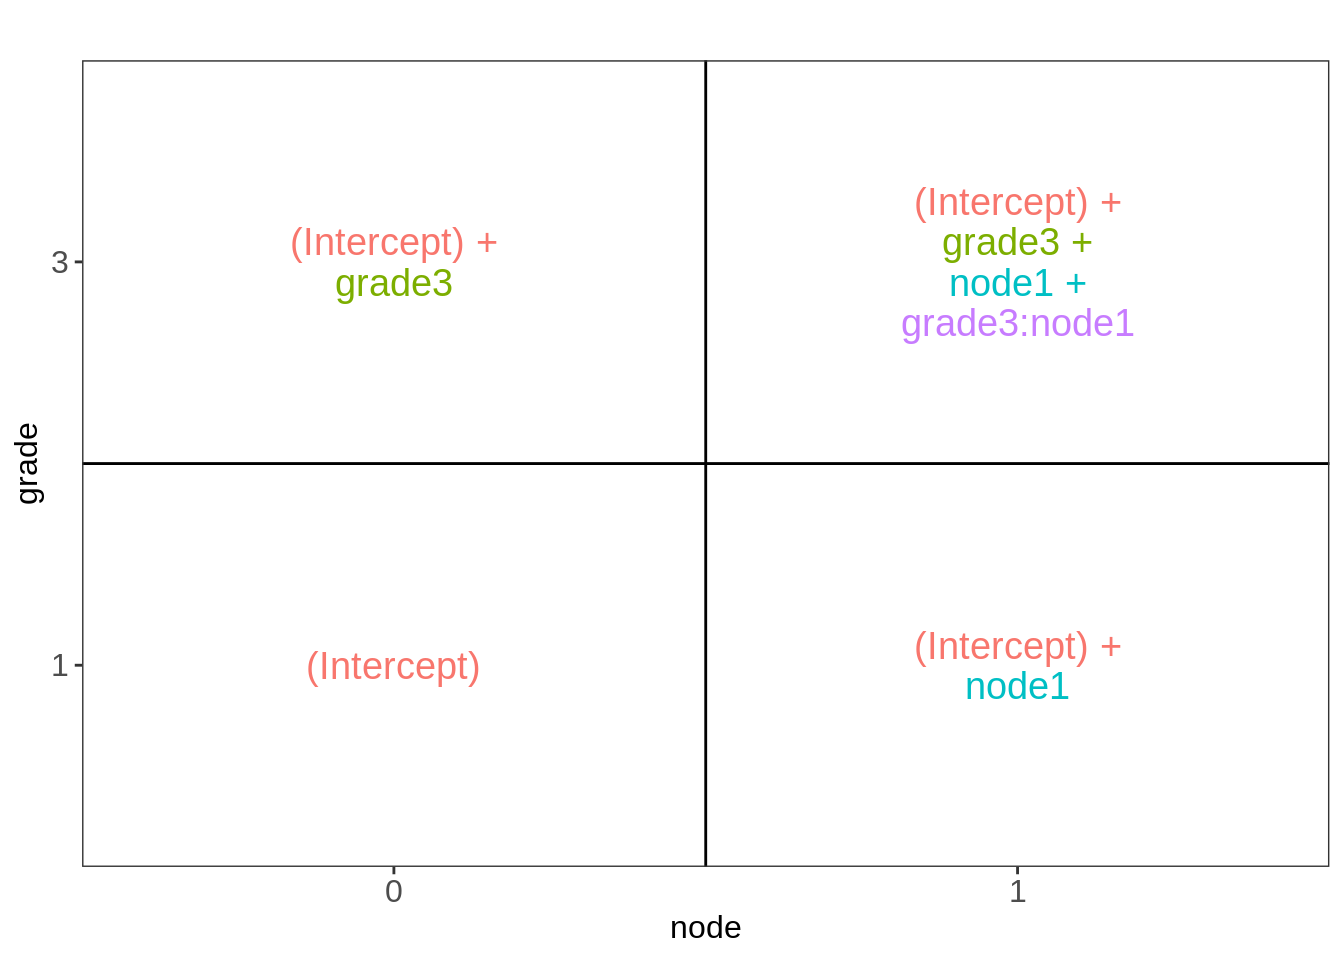 (Intercept) +
grade3
(Intercept) +
grade3 +
node1 +
grade3:node1
3
grade
1
(Intercept)
(Intercept) +
node1
0
1
node